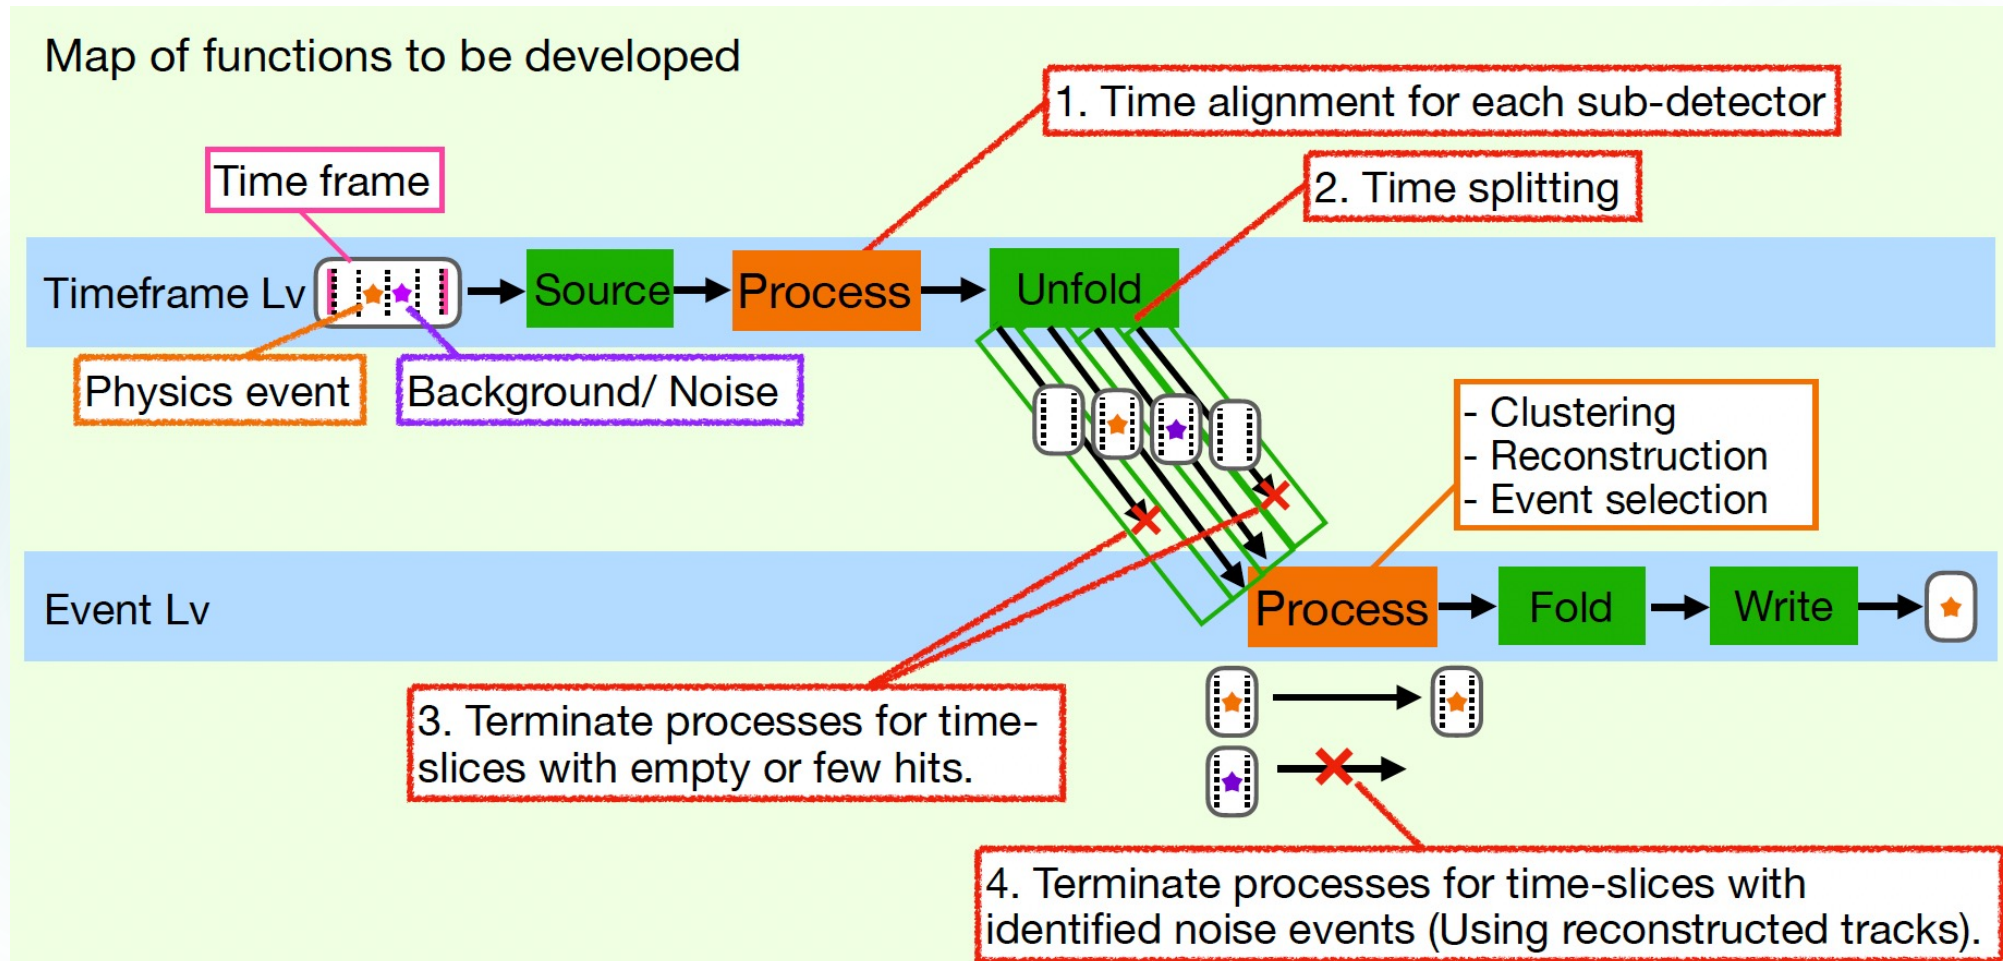 Map of functions to be developed
1. Time alignment for each sub-detector
Time frame
2. Time splitting
Timeframe Lv
Source
Process
Unfold
Physics event
Background/ Noise
- Clustering
- Reconstruction
- Event selection
Event Lv
Process
Fold
Write
3. Terminate processes for time-
slices with empty or few hits.
4. Terminate processes for time-slices with
identified noise events (Using reconstructed tracks).